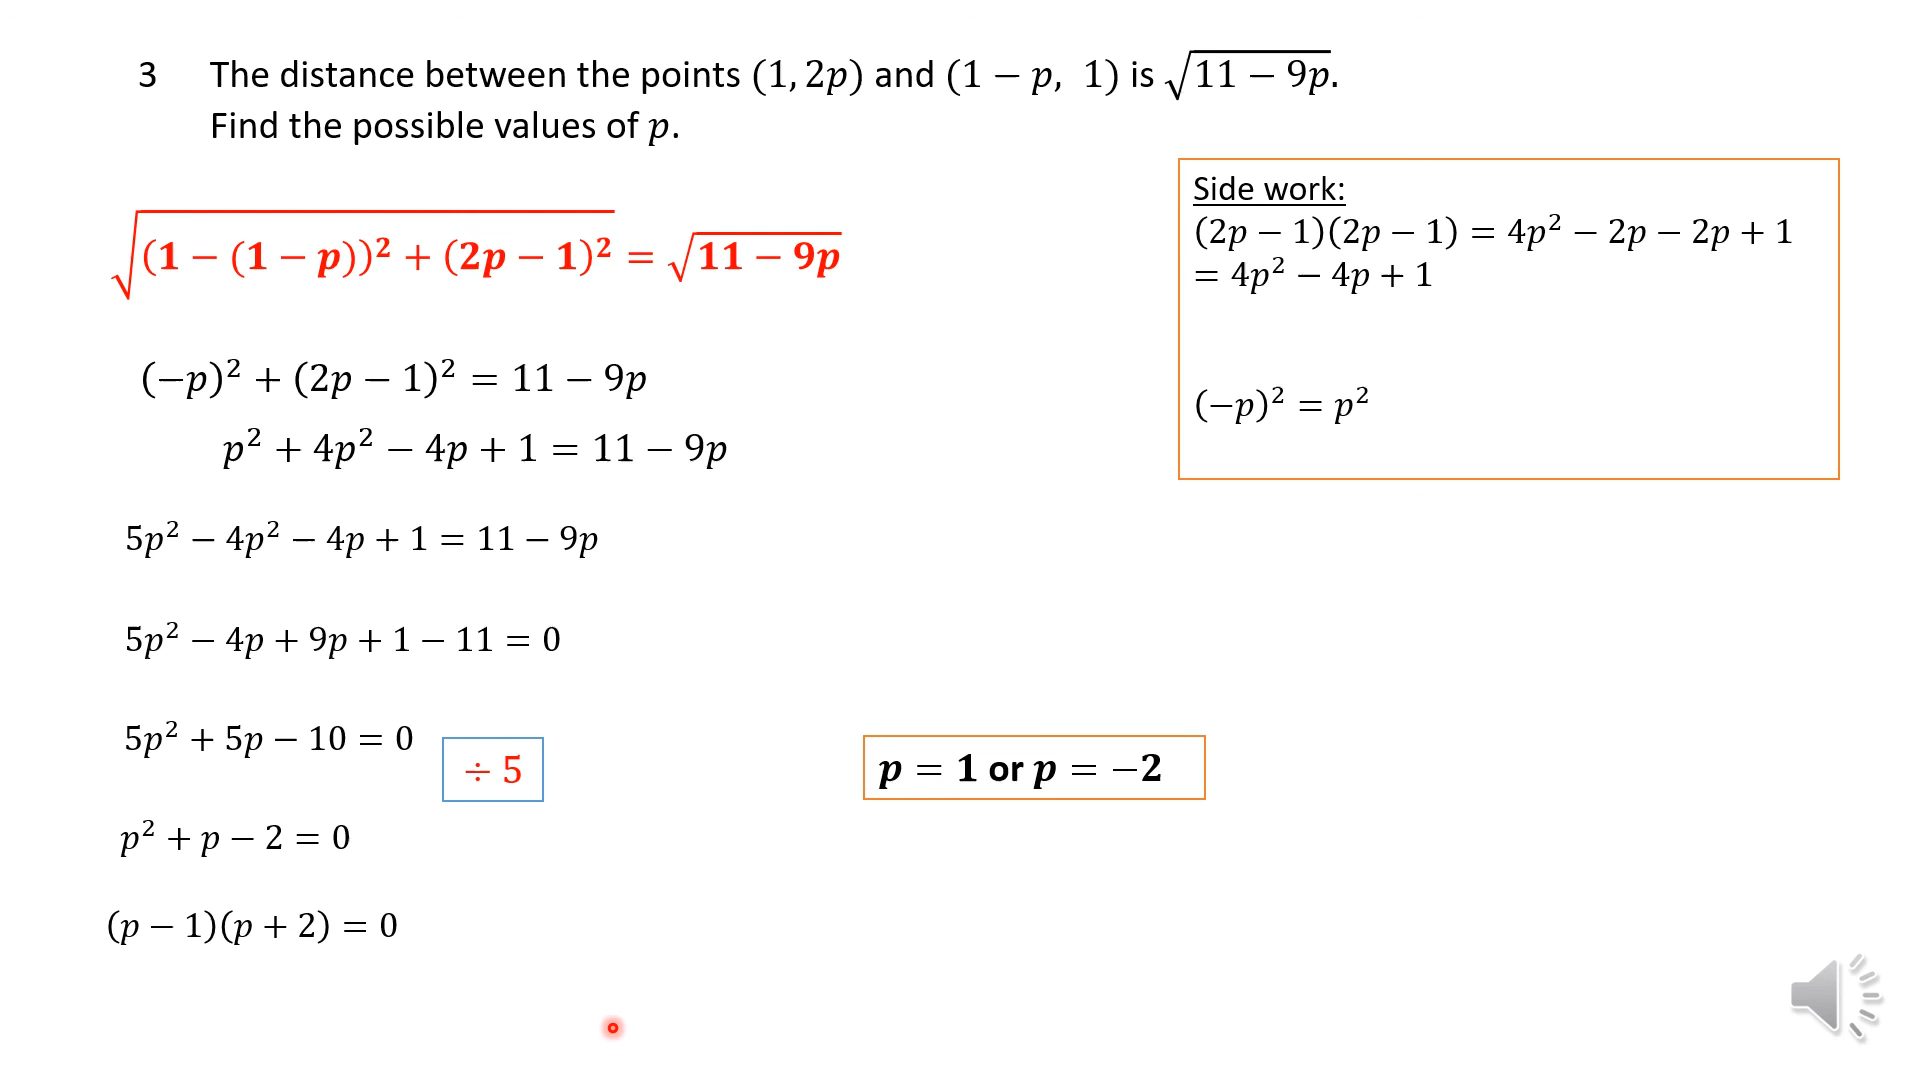 3 The distance between the points (1, 2p) and (1 − p, 1) is √(11 − 9p).
Find the possible values of p.
Side work:
(2p − 1)(2p − 1) = 4p² − 2p − 2p + 1
= 4p² − 4p + 1
(−p)² = p²
√((1 − (1 − p))² + (2p − 1)²) = √(11 − 9p)
(−p)² + (2p − 1)² = 11 − 9p
p² + 4p² − 4p + 1 = 11 − 9p
5p² − 4p² − 4p + 1 = 11 − 9p
5p² − 4p + 9p + 1 − 11 = 0
5p² + 5p − 10 = 0
÷ 5
p² + p − 2 = 0
(p − 1)(p + 2) = 0
p = 1 or p = −2